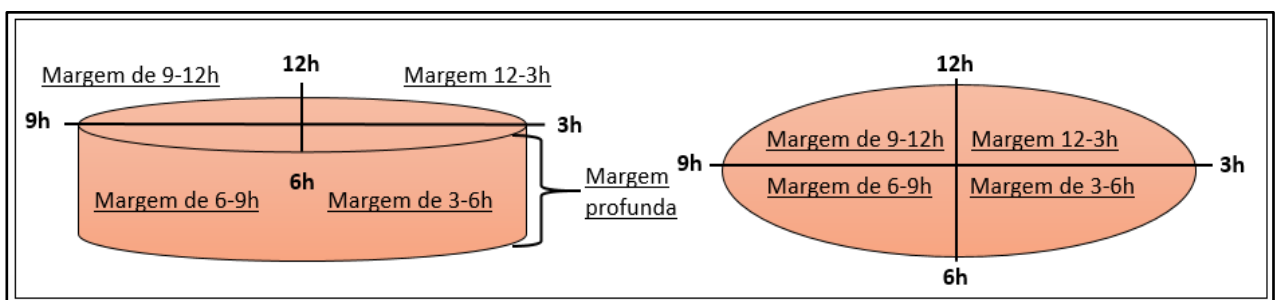 12h
Margem de 9-12h
Margem 12-3h
9h
3h
6h
Margem de 6-9h
Margem de 3-6h
Margem
profunda
12h
Margem de 9-12h
Margem 12-3h
9h
3h
Margem de 6-9h
Margem de 3-6h
6h